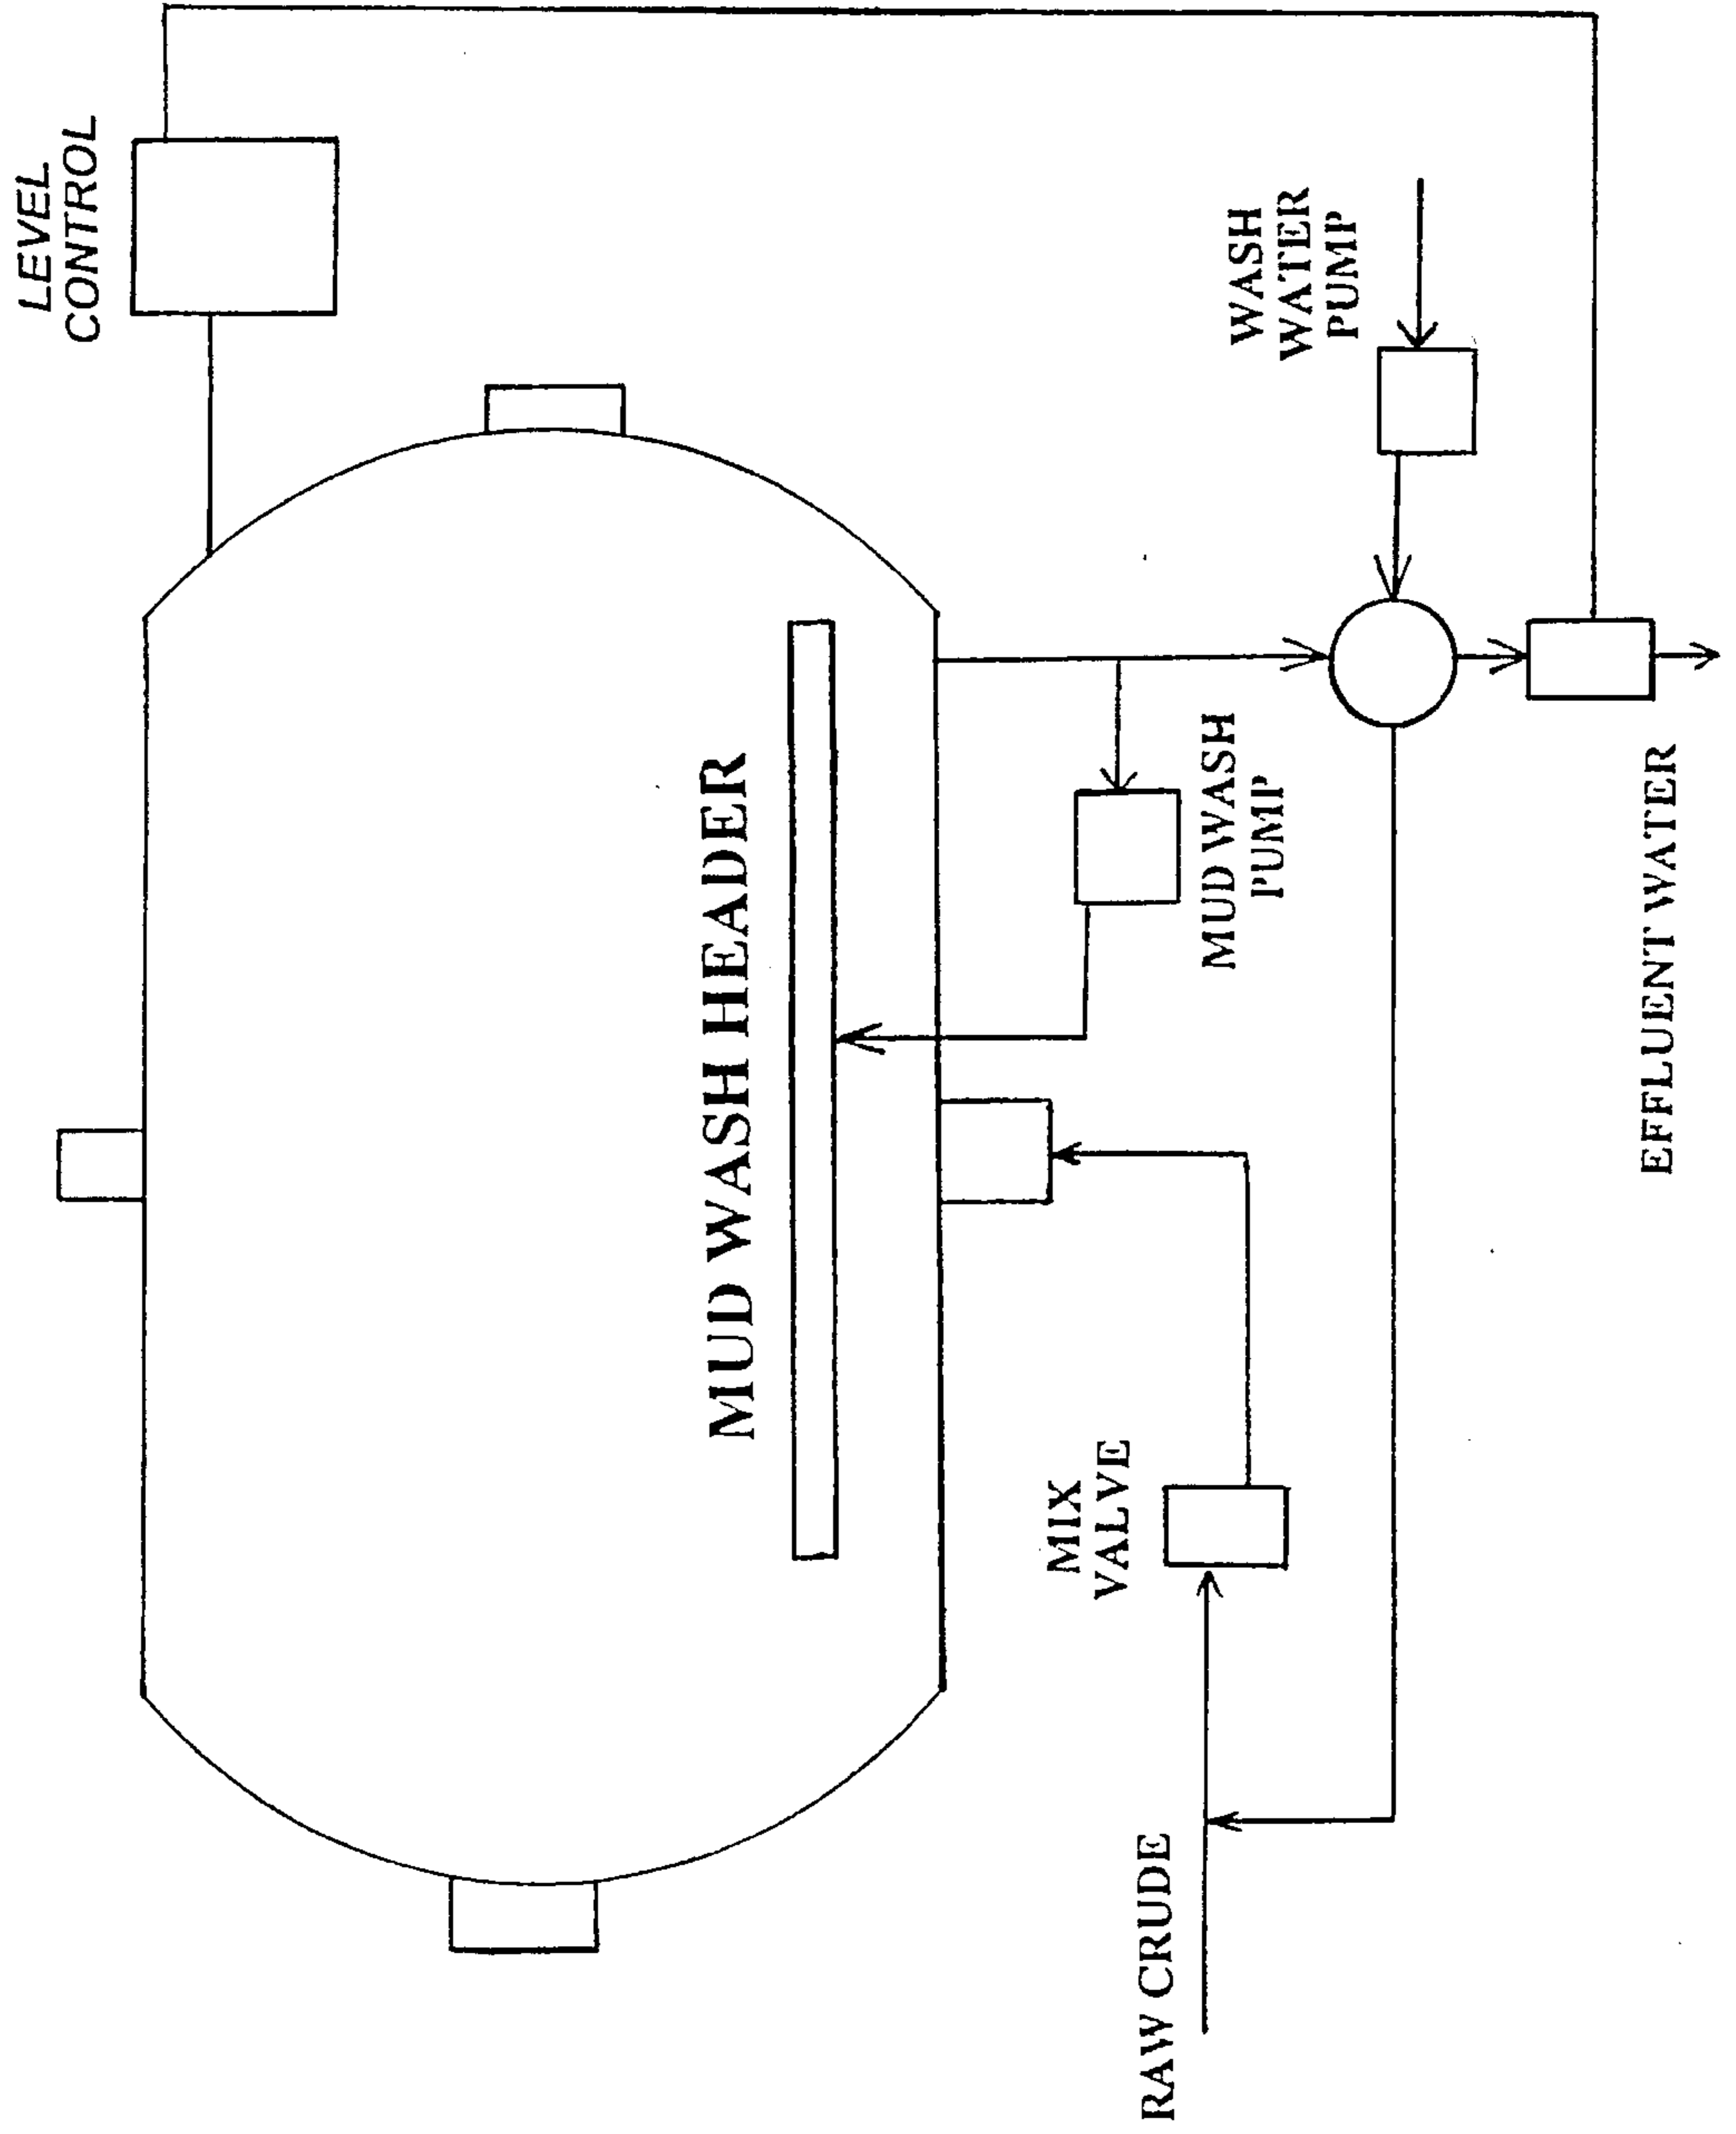 LEVEL
CONTROL
MUD WASH HEADER
WASH
WATER
PUMP
MUD WASH
PUMP
MIX
VALVE
RAW CRUDE
EFFLUENT WATER